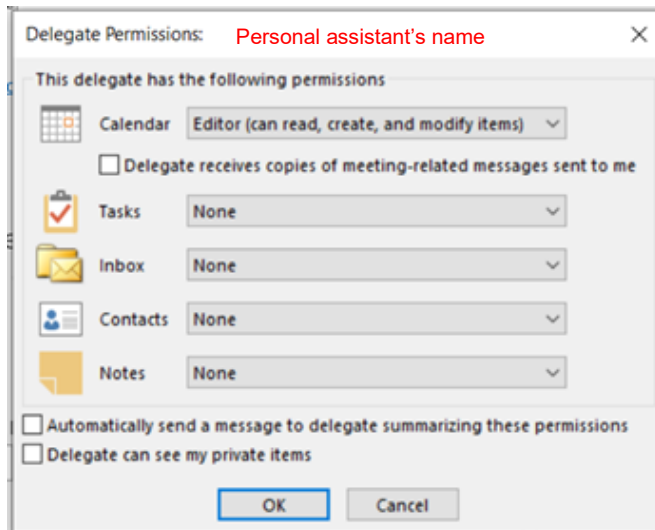 Delegate Permissions: Personal assistant’s name
This delegate has the following permissions
Calendar Editor (can read, create, and modify items)
Delegate receives copies of meeting-related messages sent to me
Tasks None
Inbox None
Contacts None
Notes None
Automatically send a message to delegate summarizing these permissions
Delegate can see my private items
OK Cancel